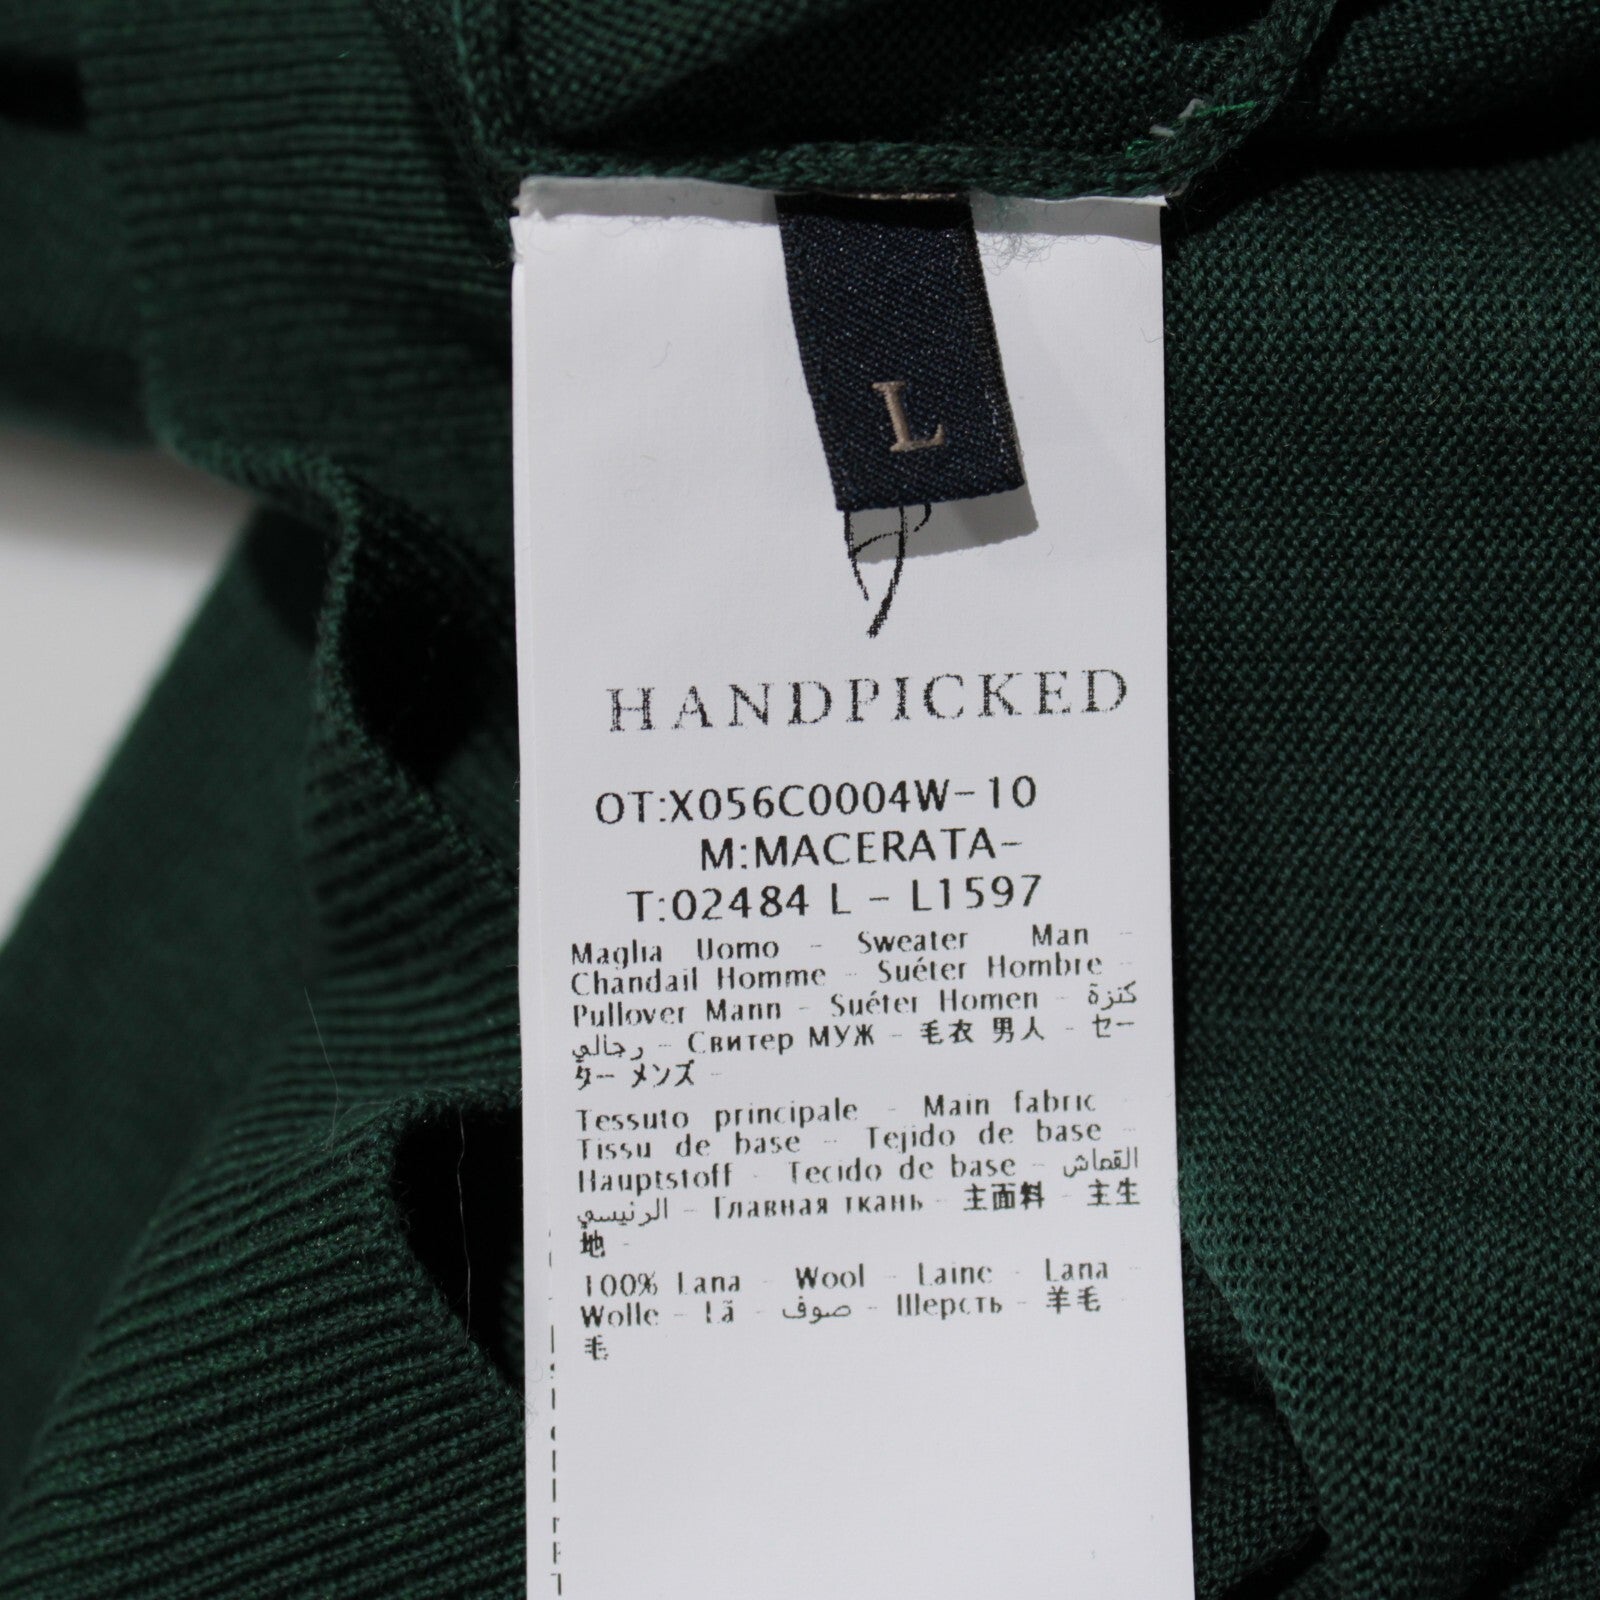 L
HANDPICKED
OT:X056C0004W-10
M:MACERATA-
T:02484 L - L1597
Maglia Uomo - Sweater Man -
Chandail Homme - Suéter Hombre -
Pullover Mann - Suéter Homen - كنزة
رجالي - Свитер МУЖ - 毛衣 男人 - セー
ター メンズ -
Tessuto principale - Main fabric -
Tissu de base - Tejido de base -
Hauptstoff - Tecido de base - القماش
الرئيسي - Главная ткань - 主面料 - 主生
地 -
100% Lana - Wool - Laine - Lana -
Wolle - Lã - صوف - Шерсть - 羊毛 -
毛